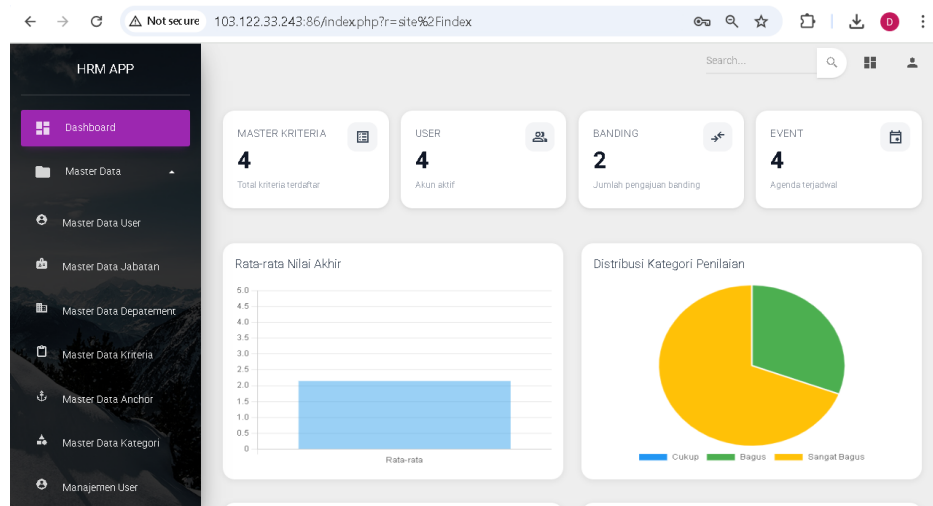 Not secure 103.122.33.243:86/index.php?r=site%2Findex
D
HRM APP
Search...
Dashboard
Master Data
Master Data User
Master Data Jabatan
Master Data Depatement
Master Data Kriteria
Master Data Anchor
Master Data Kategori
Manajemen User
MASTER KRITERIA
4
Total kriteria terdaftar
USER
4
Akun aktif
BANDING
2
Jumlah pengajuan banding
EVENT
4
Agenda terjadwal
Rata-rata Nilai Akhir
5.0
4.5
4.0
3.5
3.0
2.5
2.0
1.5
1.0
0.5
0
Rata-rata
Distribusi Kategori Penilaian
Cukup Bagus Sangat Bagus